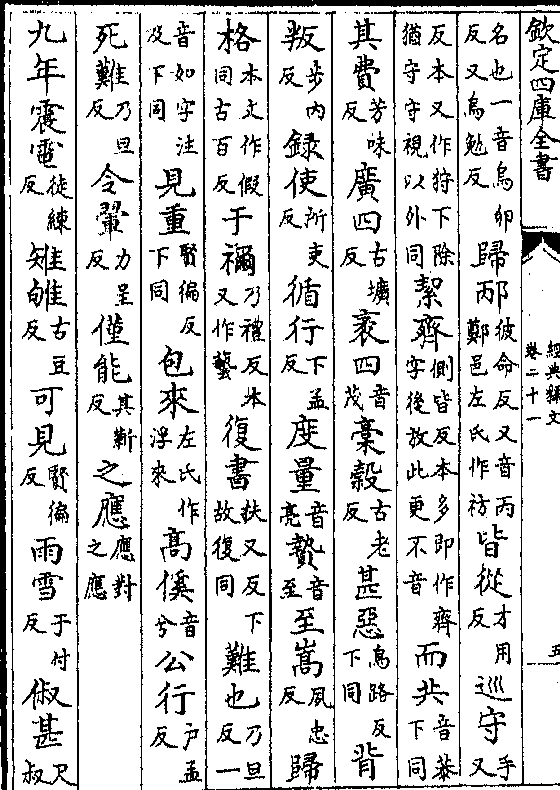 欽定四庫全書
經典釋文
卷二十一
五
名也一音烏卯反又烏勉反歸邴彼命反又音丙鄭邑左氏作祊皆從才用反巡守手又
反本又作狩下除猶守守視以外同絜齊側皆反本多即作齊字後放此更不音而共音恭下同
其費芳味反廣四古壙反袤四音茂稾穀古老反甚惡烏路反下同背
叛步内反錄使所吏反循行下孟反度量音亮贄音至至嵩夙忠反歸
格本文作假同古百反于禰乃禮反本又作藝復書扶又反下故復同難也乃旦反一
音如字注及下同見重賢徧反下同包來左氏作浮來高傒音兮公行戶孟反
死難乃旦反令翬力呈反僅能其靳反之應應對之應
九年震電徒練反雉雊古豆反可見賢徧反雨雪于付反俶甚尺叔